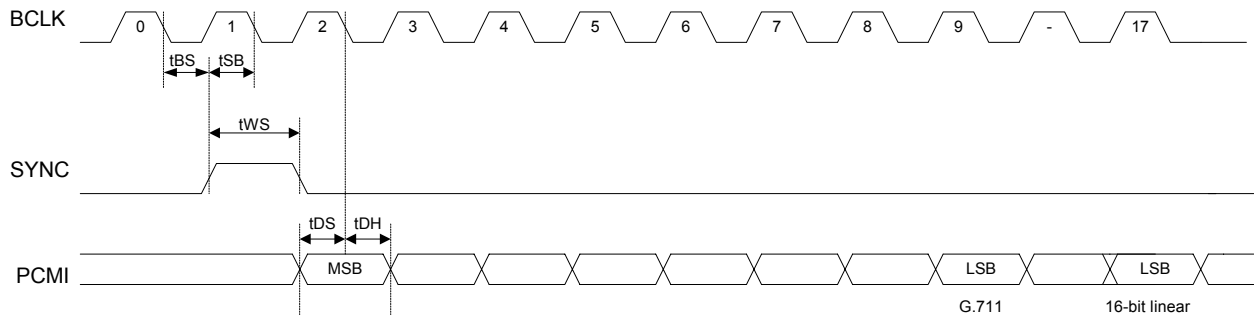 BCLK 0 1 2 3 4 5 6 7 8 9 - 17
tBS tSB
tWS
SYNC
tDS tDH
PCMI MSB LSB LSB
G.711 16-bit linear